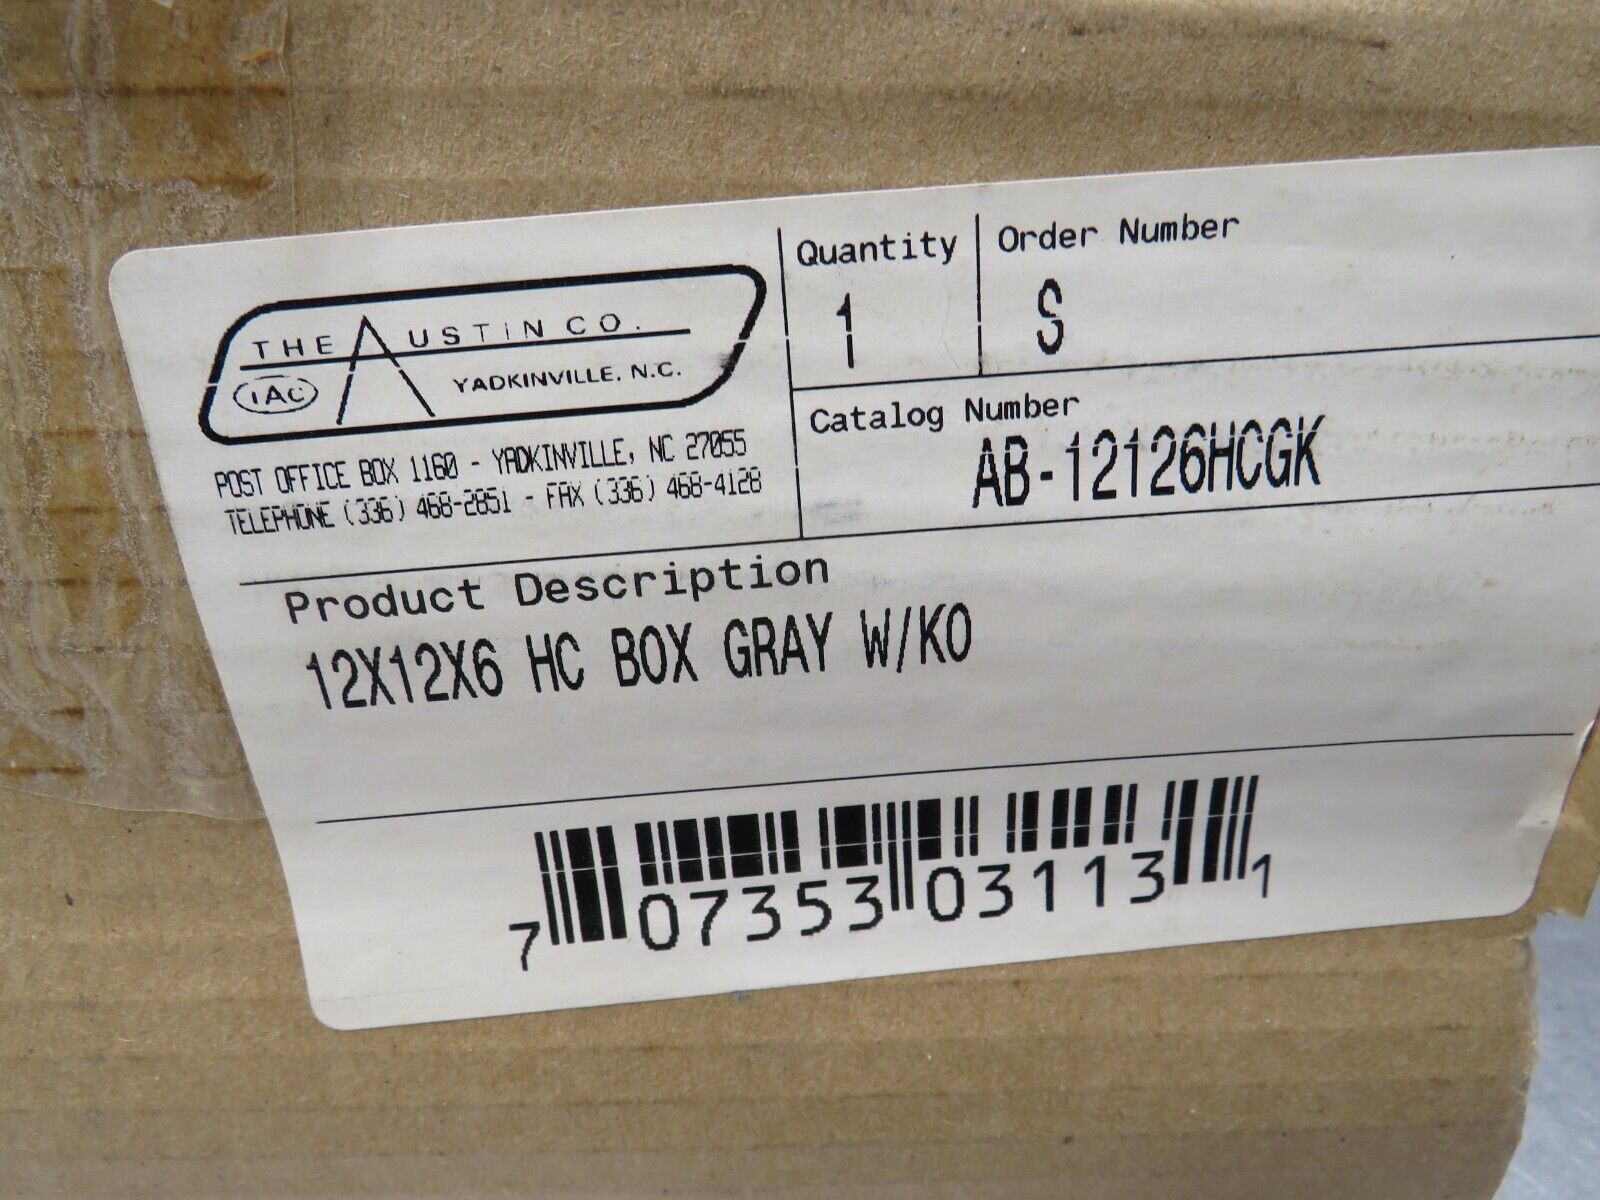 THE AUSTIN CO.
IAC
YADKINVILLE, N.C.
POST OFFICE BOX 1160 - YADKINVILLE, NC 27055
TELEPHONE (336) 468-2851 - FAX (336) 468-4128
Quantity
1
Order Number
S
Catalog Number
AB-12126HCGK
Product Description
12X12X6 HC BOX GRAY W/KO
7 07353 03113 1